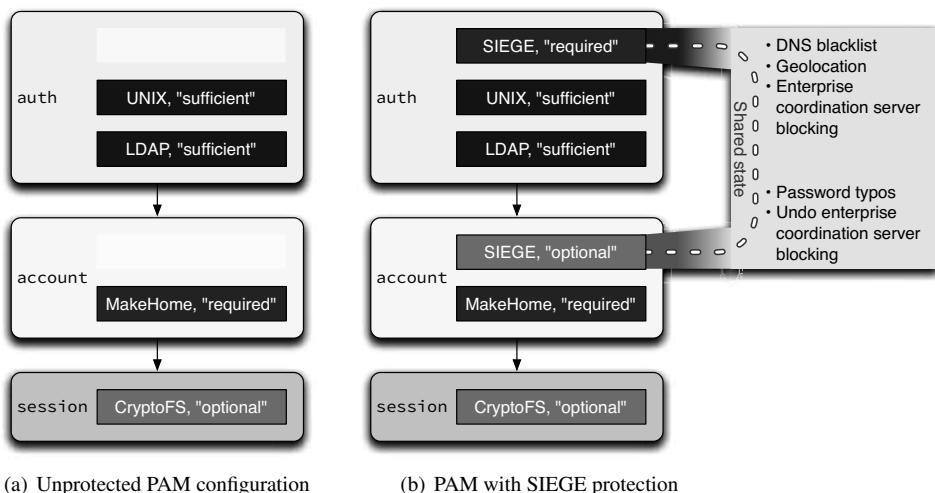 auth
UNIX, "sufficient"
LDAP, "sufficient"
account
MakeHome, "required"
session
CryptoFS, "optional"
(a) Unprotected PAM configuration
auth
SIEGE, "required"
UNIX, "sufficient"
LDAP, "sufficient"
account
SIEGE, "optional"
MakeHome, "required"
session
CryptoFS, "optional"
Shared state
• DNS blacklist
• Geolocation
• Enterprise
coordination server
blocking
• Password typos
• Undo enterprise
coordination server
blocking
(b) PAM with SIEGE protection